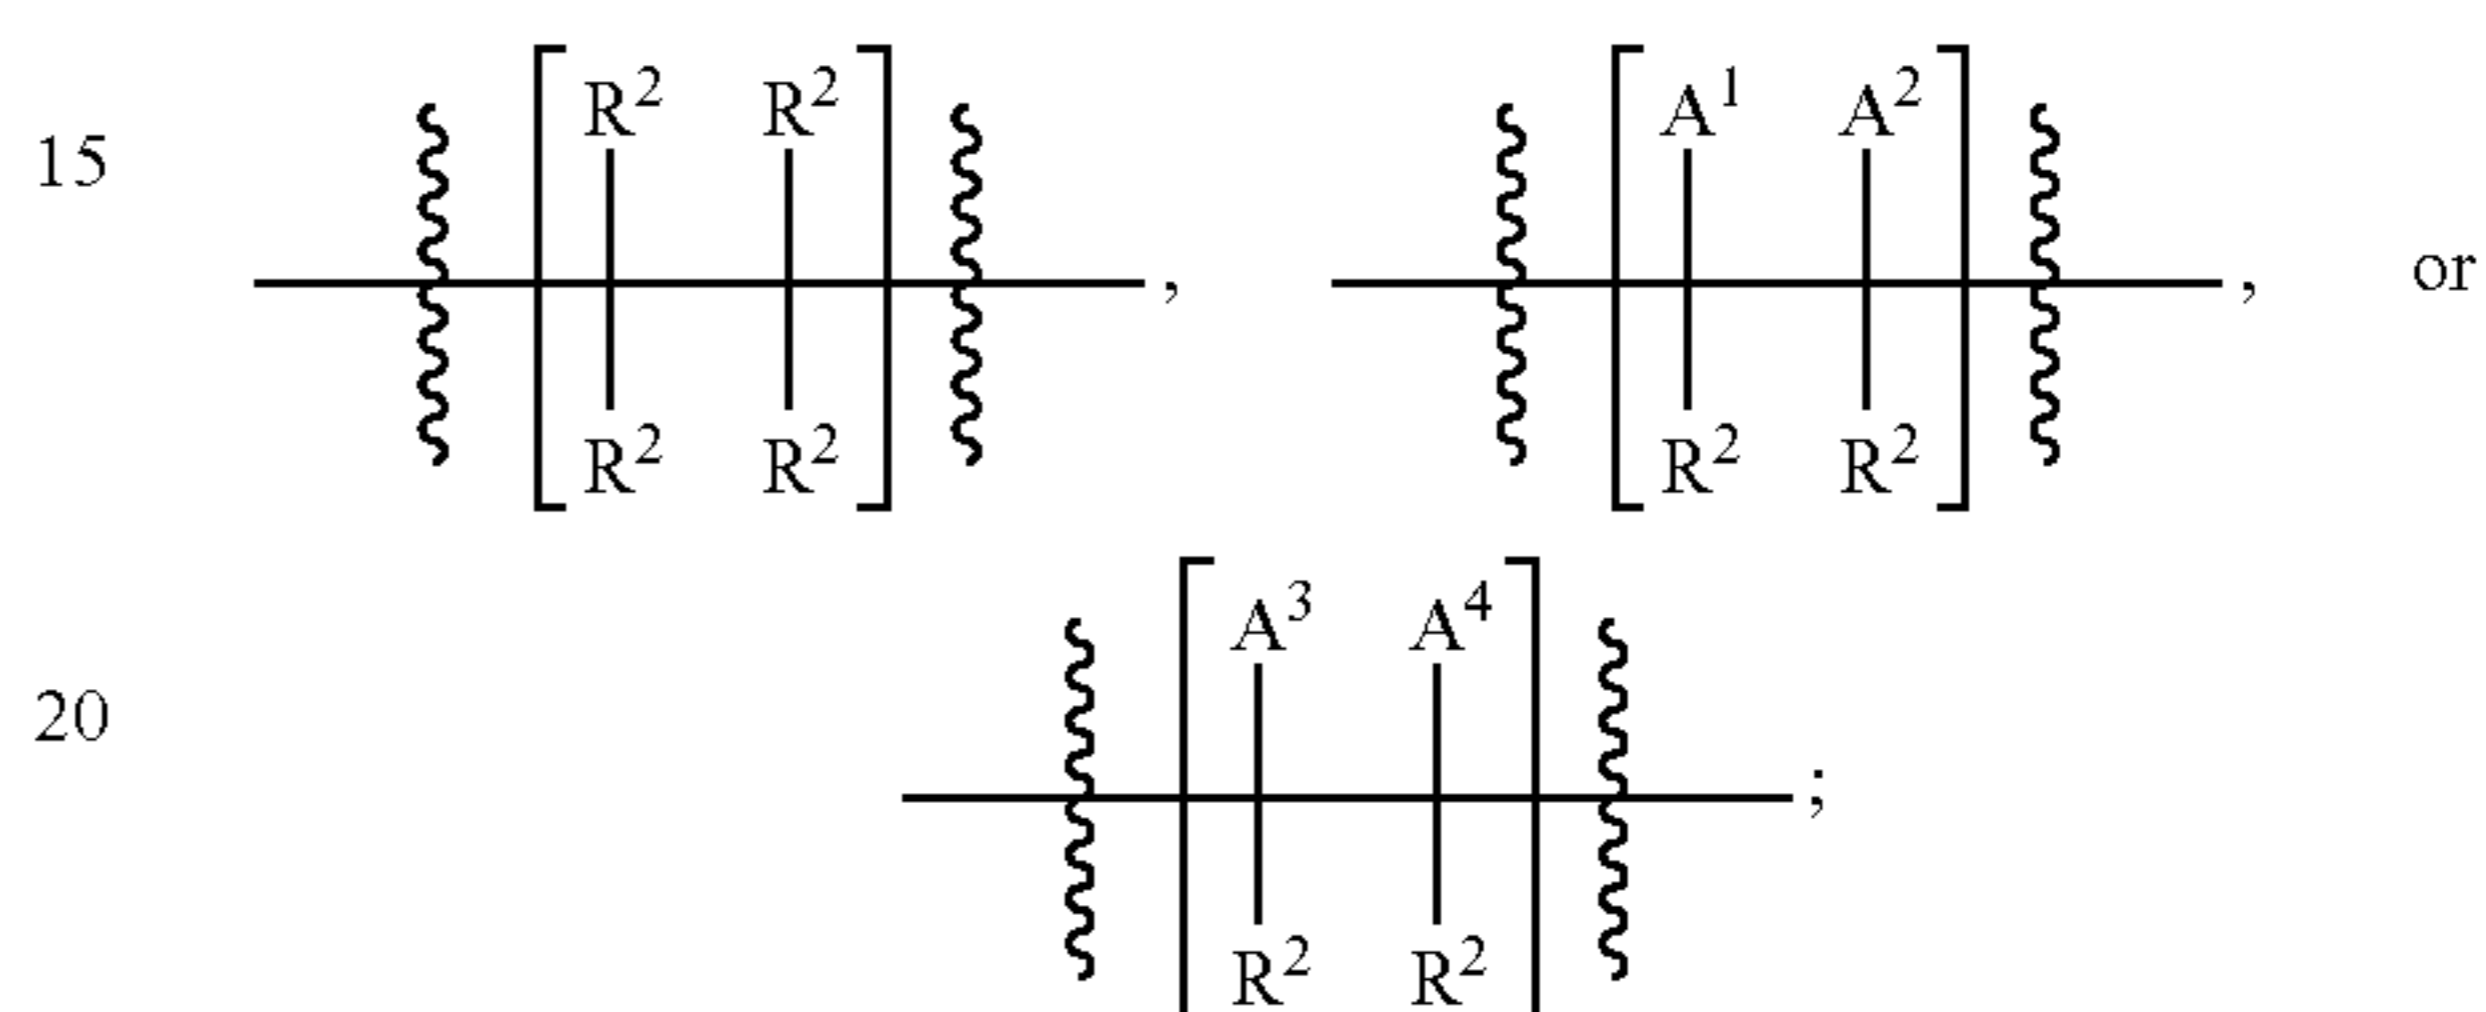 R² R² A¹ A²
15
, , or
R² R² R² R²
A³ A⁴
20
;
R² R²